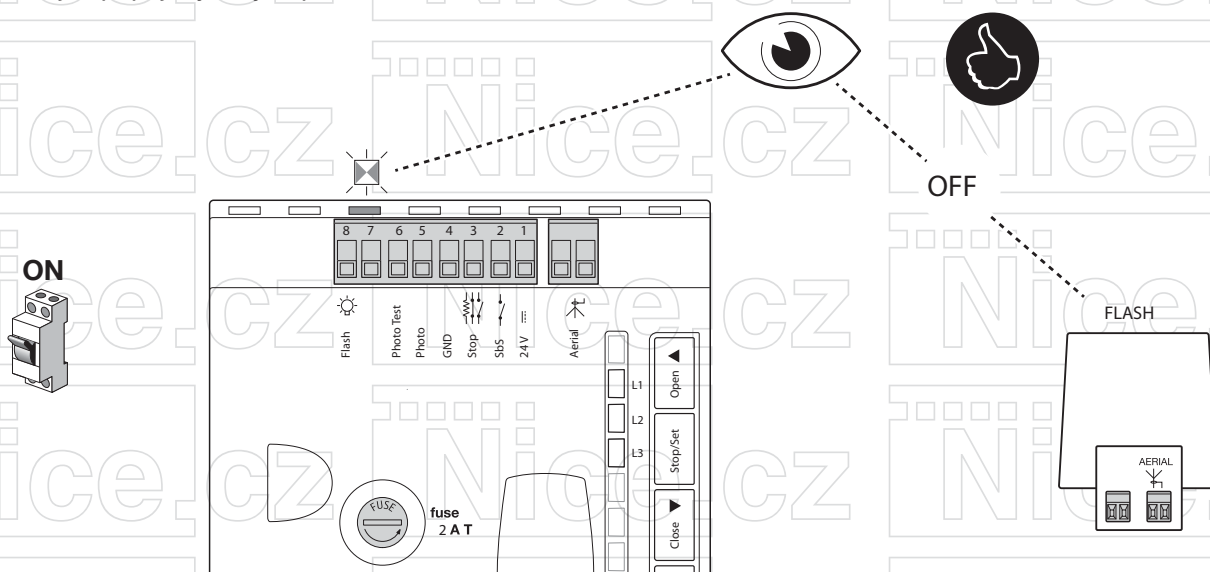 Nice.cz
OFF
ON
FLASH
8 7 6 5 4 3 2 1
Flash
Photo Test
Photo
GND
Stop
SbS
24 V
Aerial
L1
L2
L3
Open
Stop/Set
Close
FUSE
fuse
2 A T
AERIAL